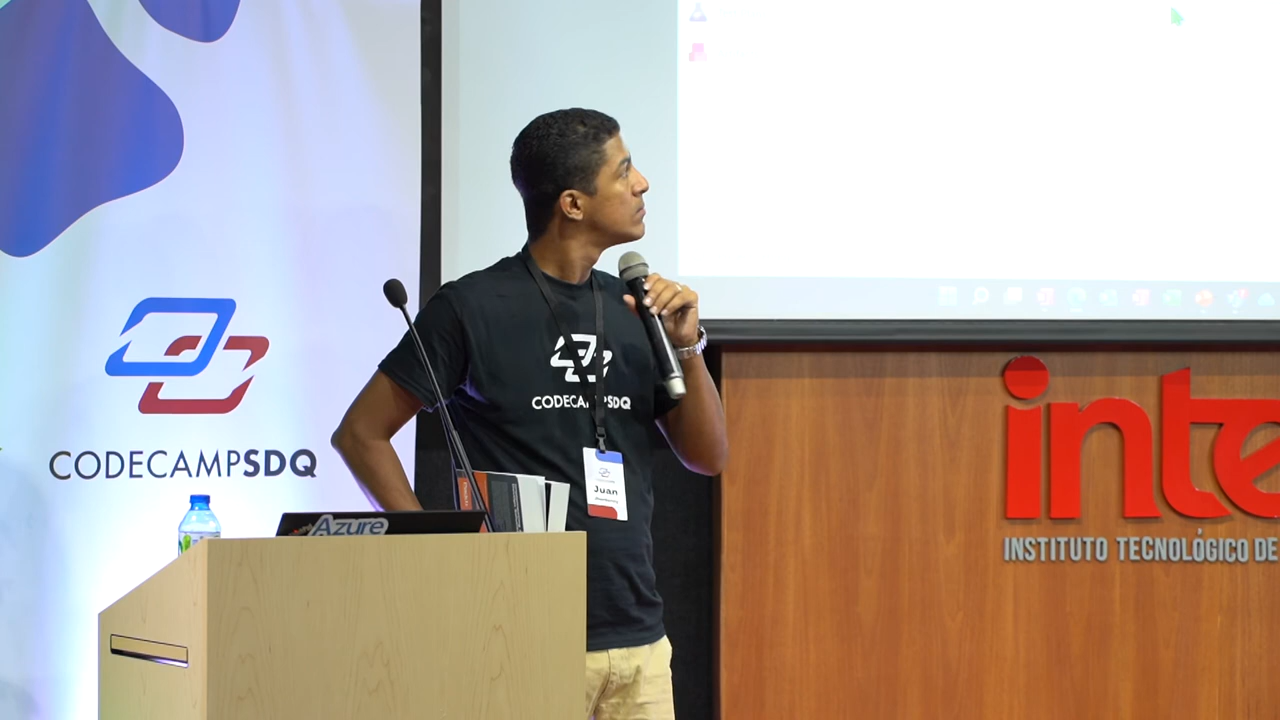 CODECAMPSDQ
CODECAMPSDQ
Juan
Azure
inte
INSTITUTO TECNOLÓGICO DE